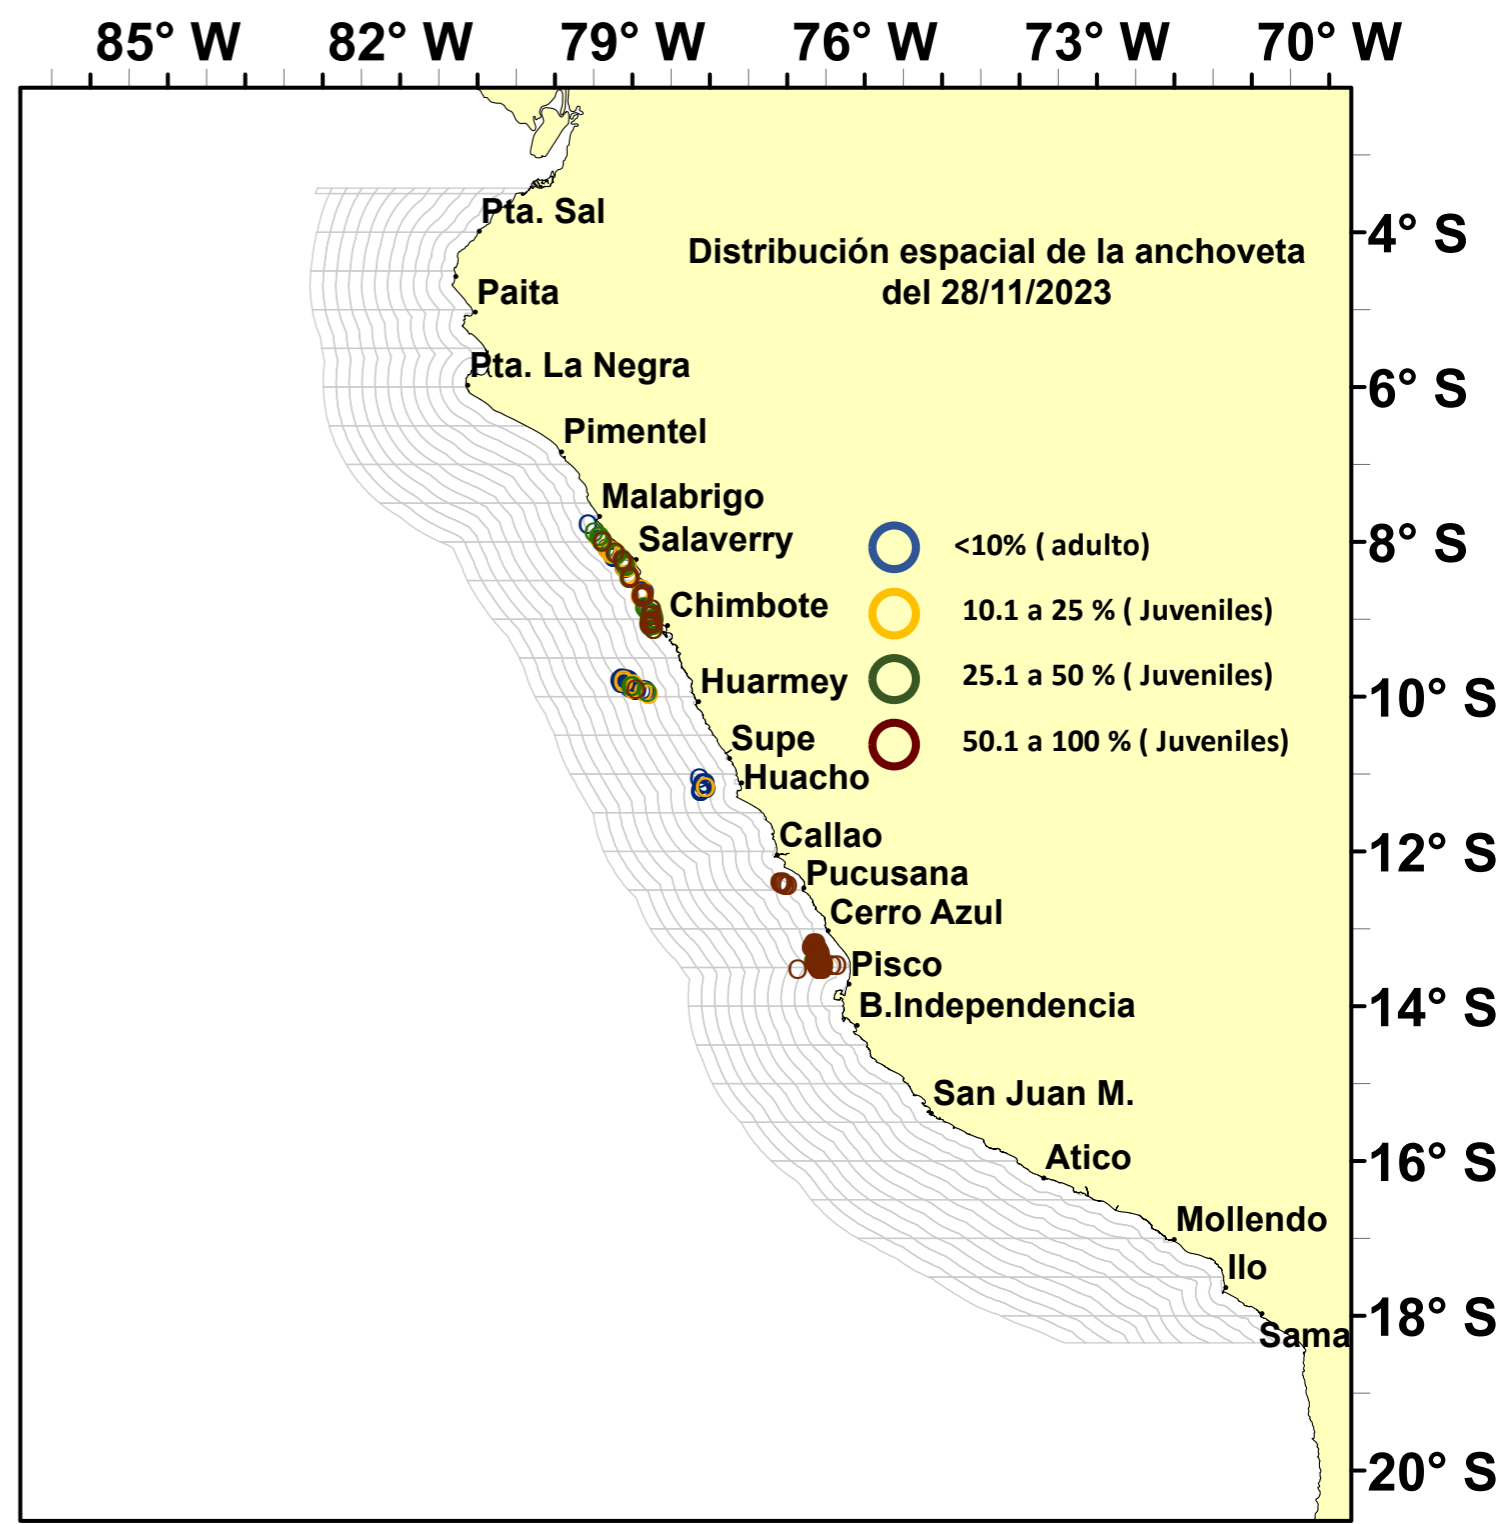 85° W 82° W 79° W 76° W 73° W 70° W
Pta. Sal
4° S
Distribución espacial de la anchoveta
del 28/11/2023
Paita
Pta. La Negra
6° S
Pimentel
Malabrigo
Salaverry
8° S
<10% ( adulto)
Chimbote
10.1 a 25 % ( Juveniles)
Huarmey
25.1 a 50 % ( Juveniles)
10° S
Supe
50.1 a 100 % ( Juveniles)
Huacho
Callao
12° S
Pucusana
Cerro Azul
Pisco
B.Independencia
14° S
San Juan M.
Atico
16° S
Mollendo
Ilo
18° S
Sama
20° S